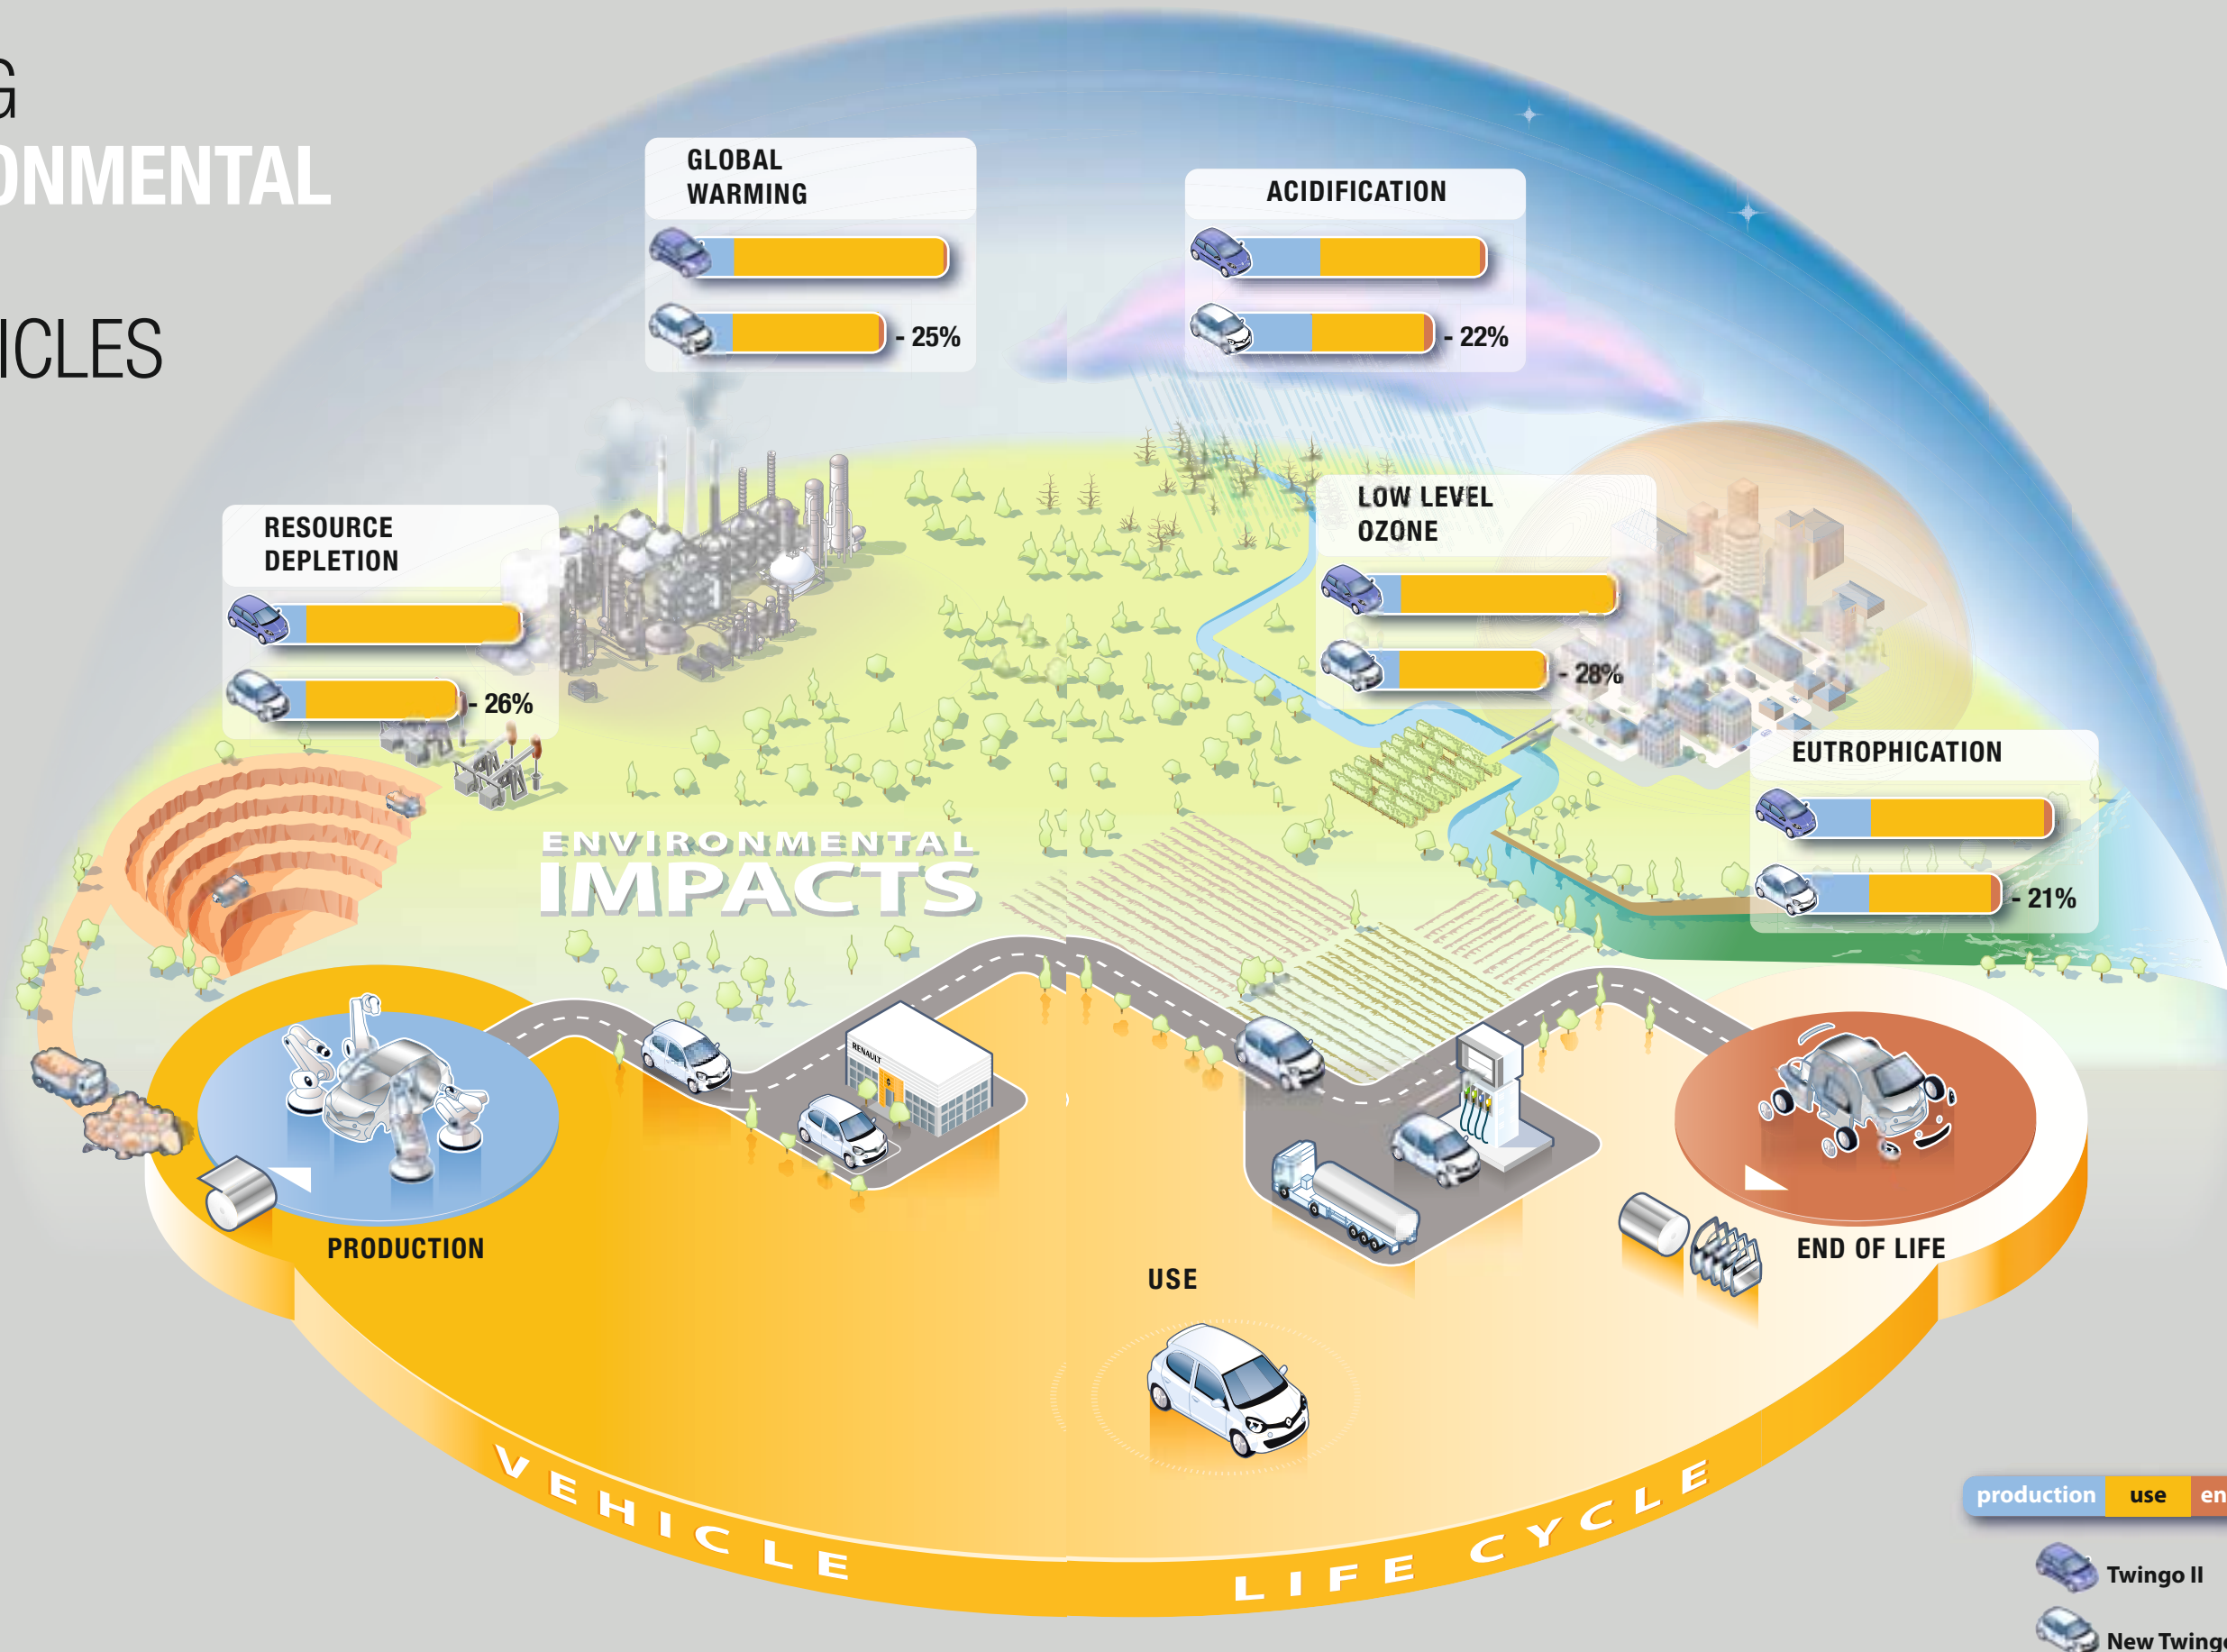 G
ONMENTAL
ICLES
GLOBAL
WARMING
- 25%
ACIDIFICATION
- 22%
RESOURCE
DEPLETION
- 26%
LOW LEVEL
OZONE
- 28%
EUTROPHICATION
- 21%
ENVIRONMENTAL
IMPACTS
RENAULT
PRODUCTION
USE
END OF LIFE
VEHICLE LIFE CYCLE
production use en
Twingo II
New Twingo